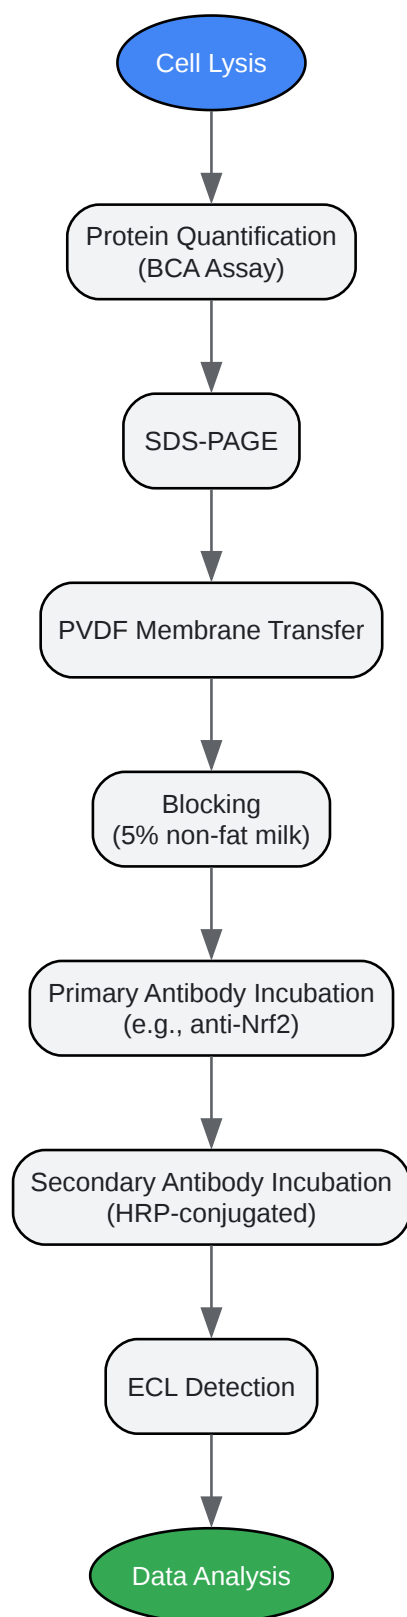 Cell Lysis
Protein Quantification
(BCA Assay)
SDS-PAGE
PVDF Membrane Transfer
Blocking
(5% non-fat milk)
Primary Antibody Incubation
(e.g., anti-Nrf2)
Secondary Antibody Incubation
(HRP-conjugated)
ECL Detection
Data Analysis